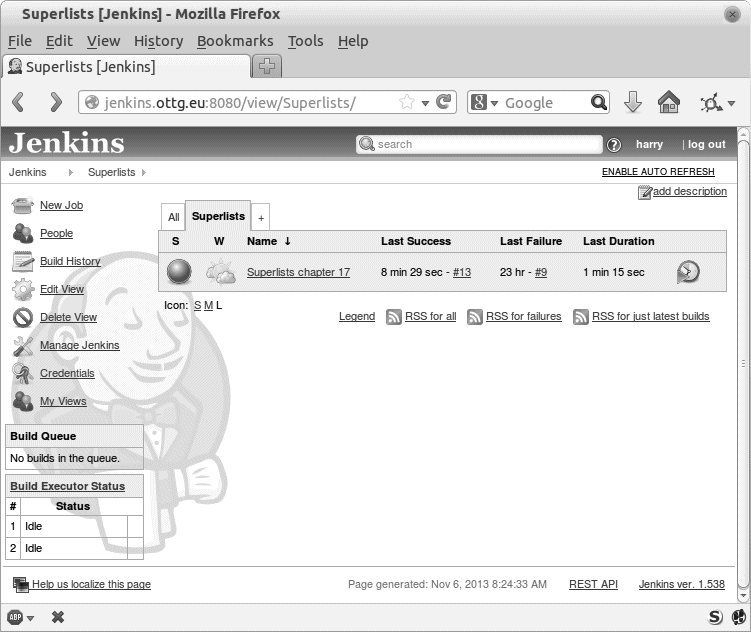 Superlists [Jenkins] - Mozilla Firefox
File Edit View History Bookmarks Tools Help
Superlists [Jenkins]
jenkins.ottg.eu:8080/view/Superlists/ Google
Jenkins search harry | log out
Jenkins Superlists ENABLE AUTO REFRESH
add description
New Job
People
Build History
Edit View
Delete View
Manage Jenkins
Credentials
My Views
All Superlists +
S W Name ↓ Last Success Last Failure Last Duration
Superlists chapter 17 8 min 29 sec - #13 23 hr - #9 1 min 15 sec
Icon: S M L
Legend RSS for all RSS for failures RSS for just latest builds
Build Queue
No builds in the queue.
Build Executor Status
# Status
1 Idle
2 Idle
Help us localize this page Page generated: Nov 6, 2013 8:24:33 AM REST API Jenkins ver. 1.538
ABP S